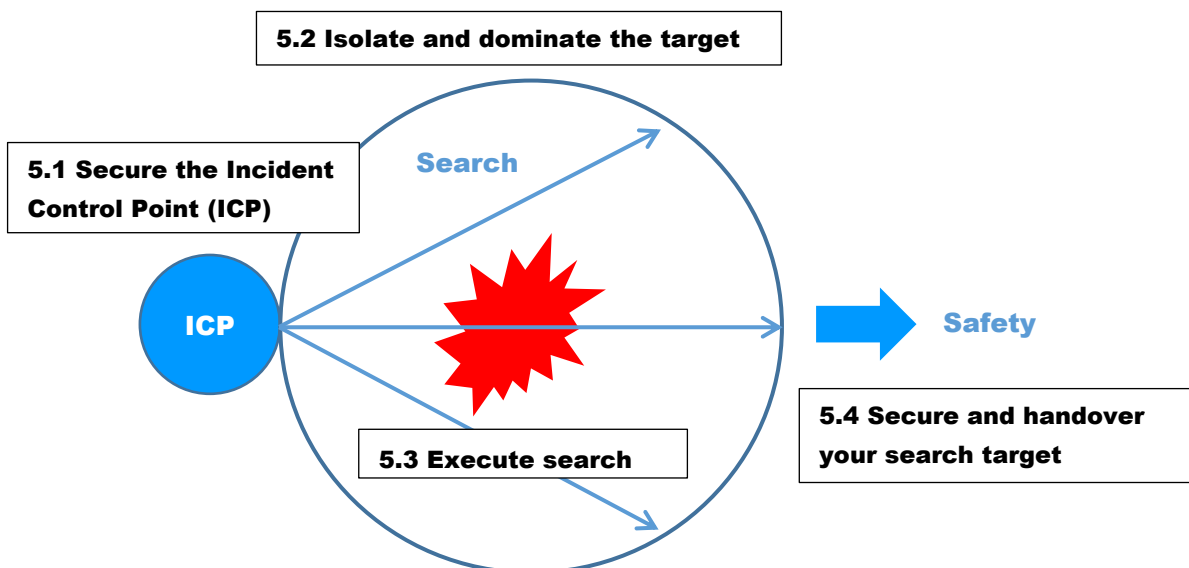 5.2 Isolate and dominate the target
5.1 Secure the Incident
Control Point (ICP)
Search
ICP
Safety
5.3 Execute search
5.4 Secure and handover
your search target